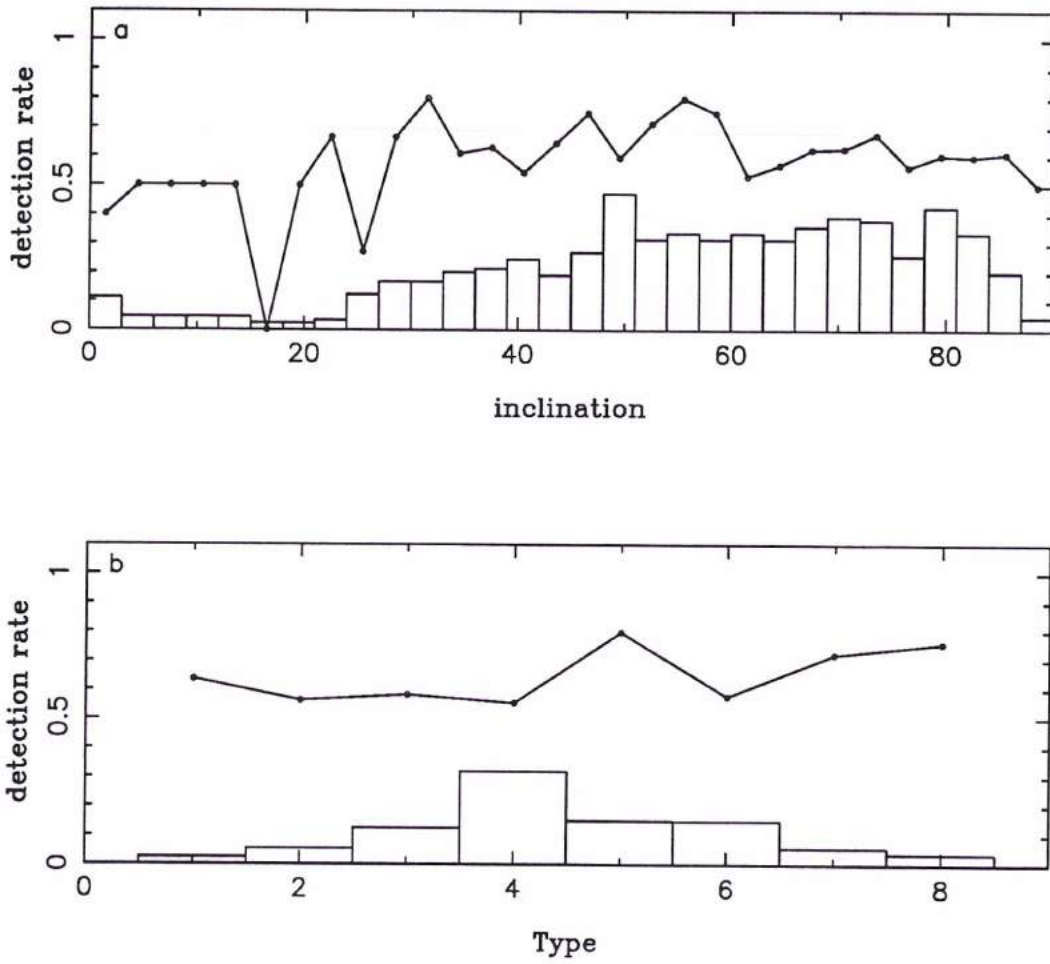 a
1
0.5
0
detection rate
0 20 40 60 80
inclination
b
1
0.5
0
detection rate
0 2 4 6 8
Type